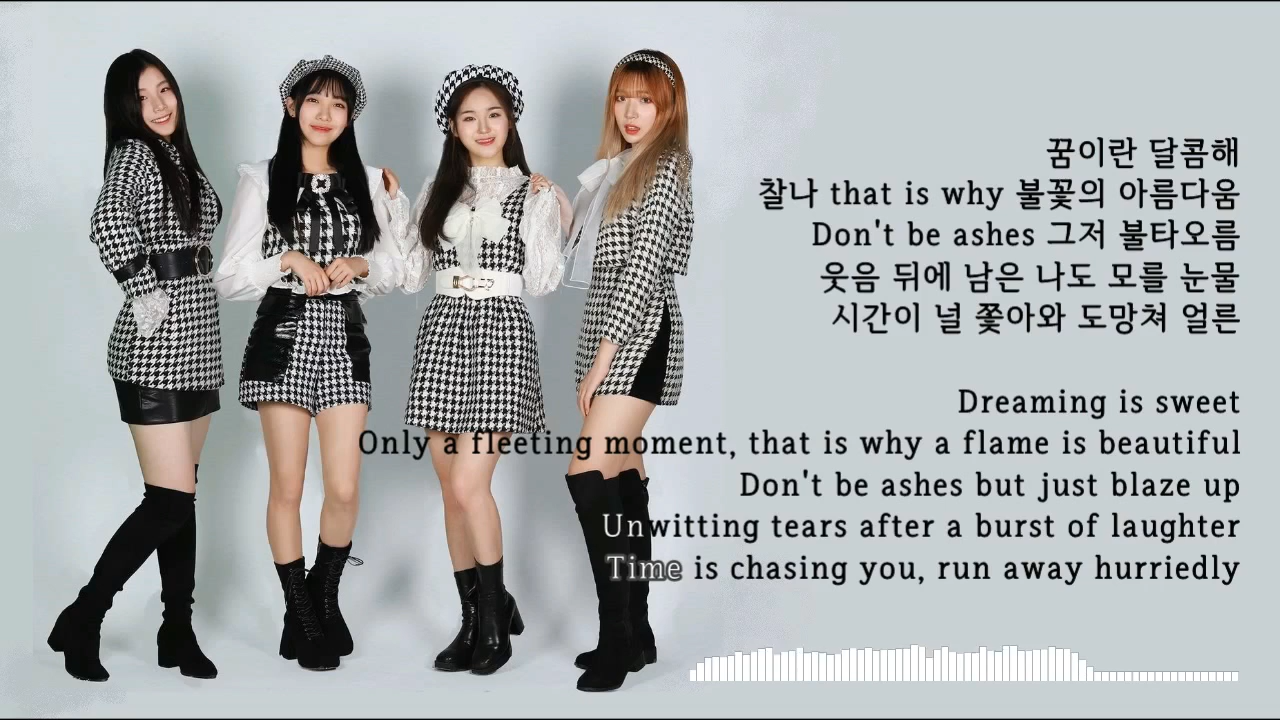 꿈이란 달콤해
찰나 that is why 불꽃의 아름다움
Don't be ashes 그저 불타오름
웃음 뒤에 남은 나도 모를 눈물
시간이 널 쫓아와 도망쳐 얼른
Dreaming is sweet
Only a fleeting moment, that is why a flame is beautiful
Don't be ashes but just blaze up
Unwitting tears after a burst of laughter
Time is chasing you, run away hurriedly